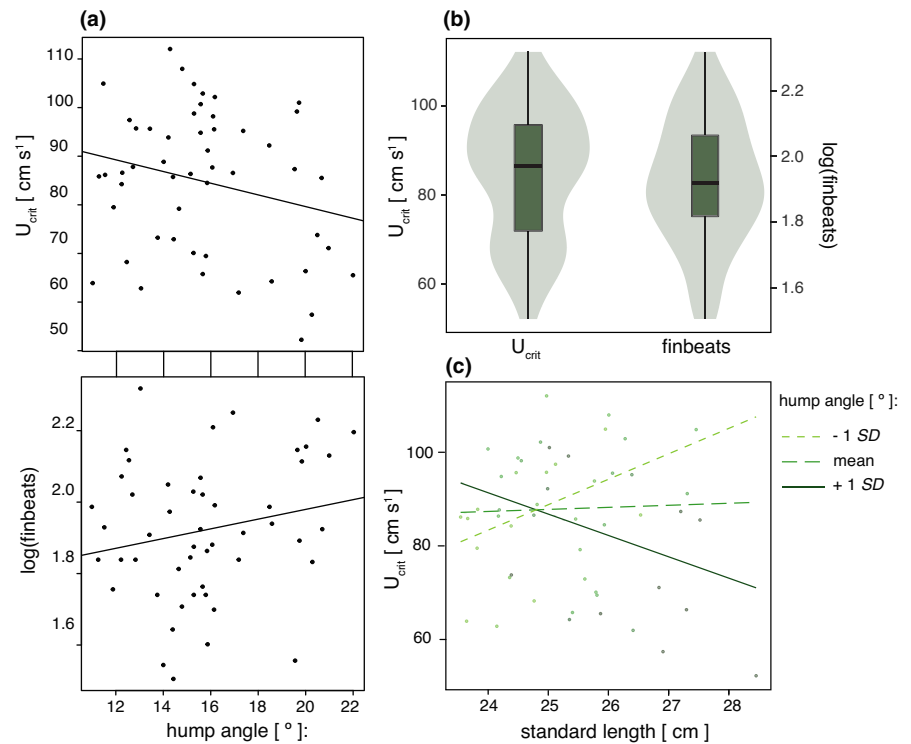 (a)
110
100
90
80
70
60
50
U_crit [ cm s¹]
2.2
2.0
1.8
1.6
log(finbeats)
12 14 16 18 20 22
hump angle [ º ]:
(b)
100
80
60
U_crit [ cm s¹]
2.2
2.0
1.8
1.6
log(finbeats)
U_crit finbeats
(c)
100
80
60
U_crit [ cm s¹]
24 25 26 27 28
standard length [ cm ]
hump angle [ º ]:
- 1 SD
mean
+ 1 SD